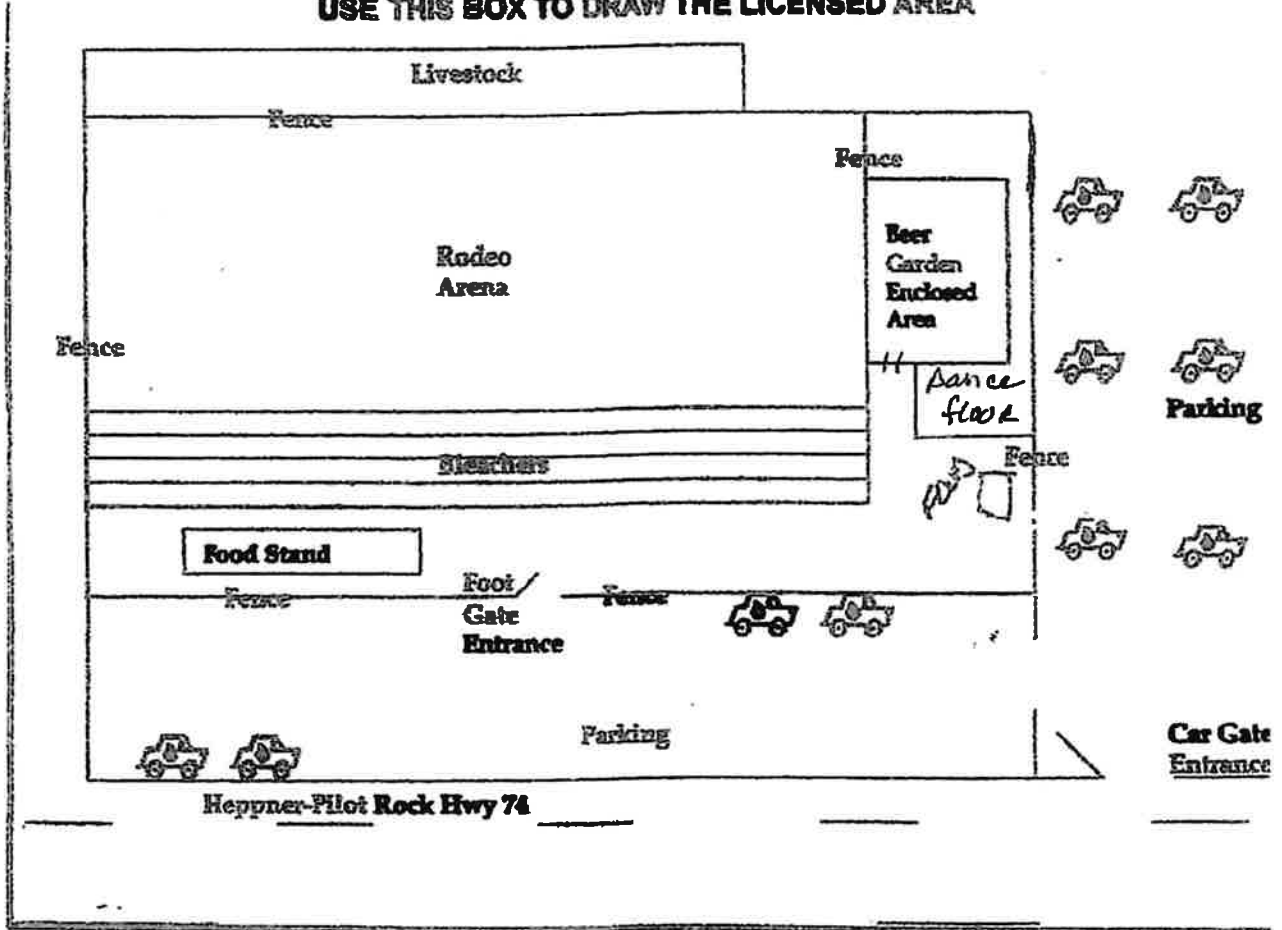 USE THIS BOX TO DRAW THE LICENSED AREA
Livestock
Fence
Fence
Rodeo
Arena
Beer
Garden
Enclosed
Area
Fence
Dance
floor
Parking
Bleachers
Fence
Food Stand
Fence
Foot
Gate
Entrance
Fence
Parking
Car Gate
Entrance
Heppner-Pilot Rock Hwy 74